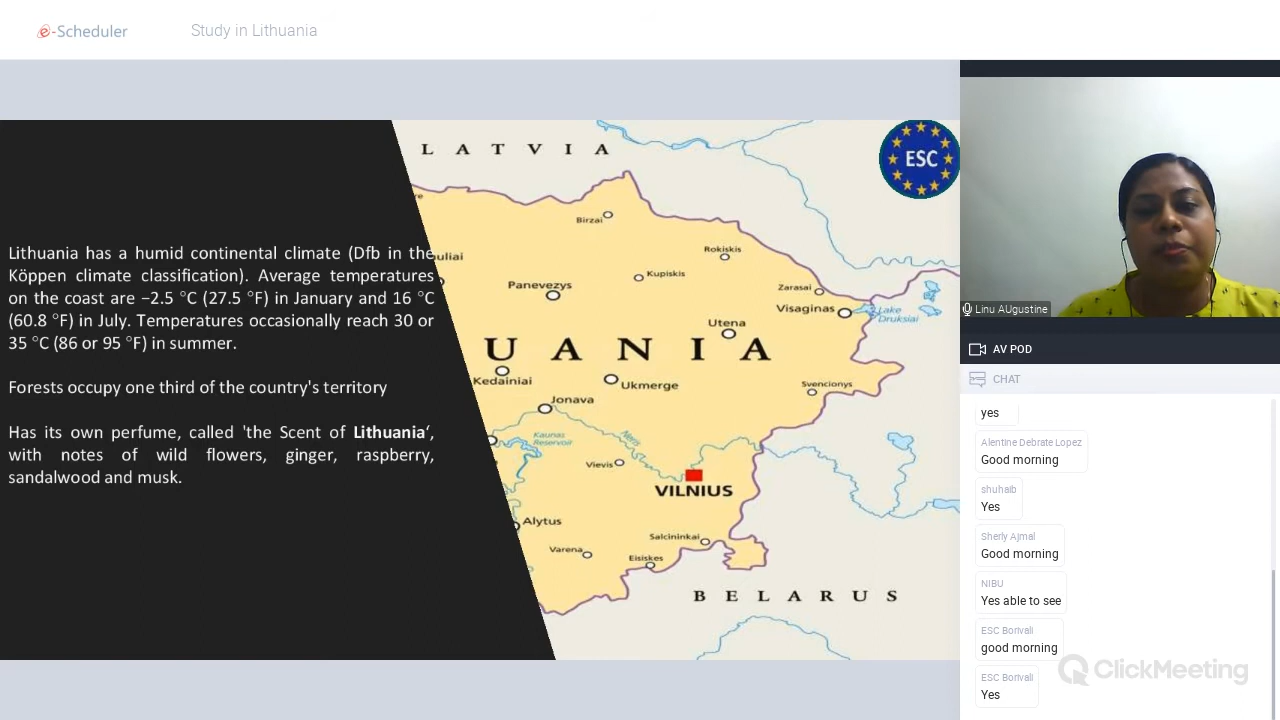 e-Scheduler
Study in Lithuania
Lithuania has a humid continental climate (Dfb in the
Köppen climate classification). Average temperatures
on the coast are −2.5 °C (27.5 °F) in January and 16 °C
(60.8 °F) in July. Temparatures occasionally reach 30 or
35 °C (86 or 95 °F) in summer.
Forests occupy one third of the country's territory
Has its own perfume, called 'the Scent of Lithuania‘,
with notes of wild flowers, ginger, raspberry,
sandalwood and musk.
LATVIA
ESC
Birzai
uliai
Rokiskis
Kupiskis
Panevezys
Zarasai
Visaginas
Lake
Druksiai
Utena
UANIA
Kedainiai
Ukmerge
Svencionys
Jonava
Kaunas
Reservoir
Neris
Vievis
VILNIUS
Alytus
Salcininkai
Varena
Eisiskes
BELARUS
Linu AUgustine
AV POD
CHAT
yes
Alentine Debrate Lopez
Good morning
shuhaib
Yes
Sherly Ajmal
Good morning
NIBU
Yes able to see
ESC Borivali
good morning
ESC Borivali
Yes
ClickMeeting